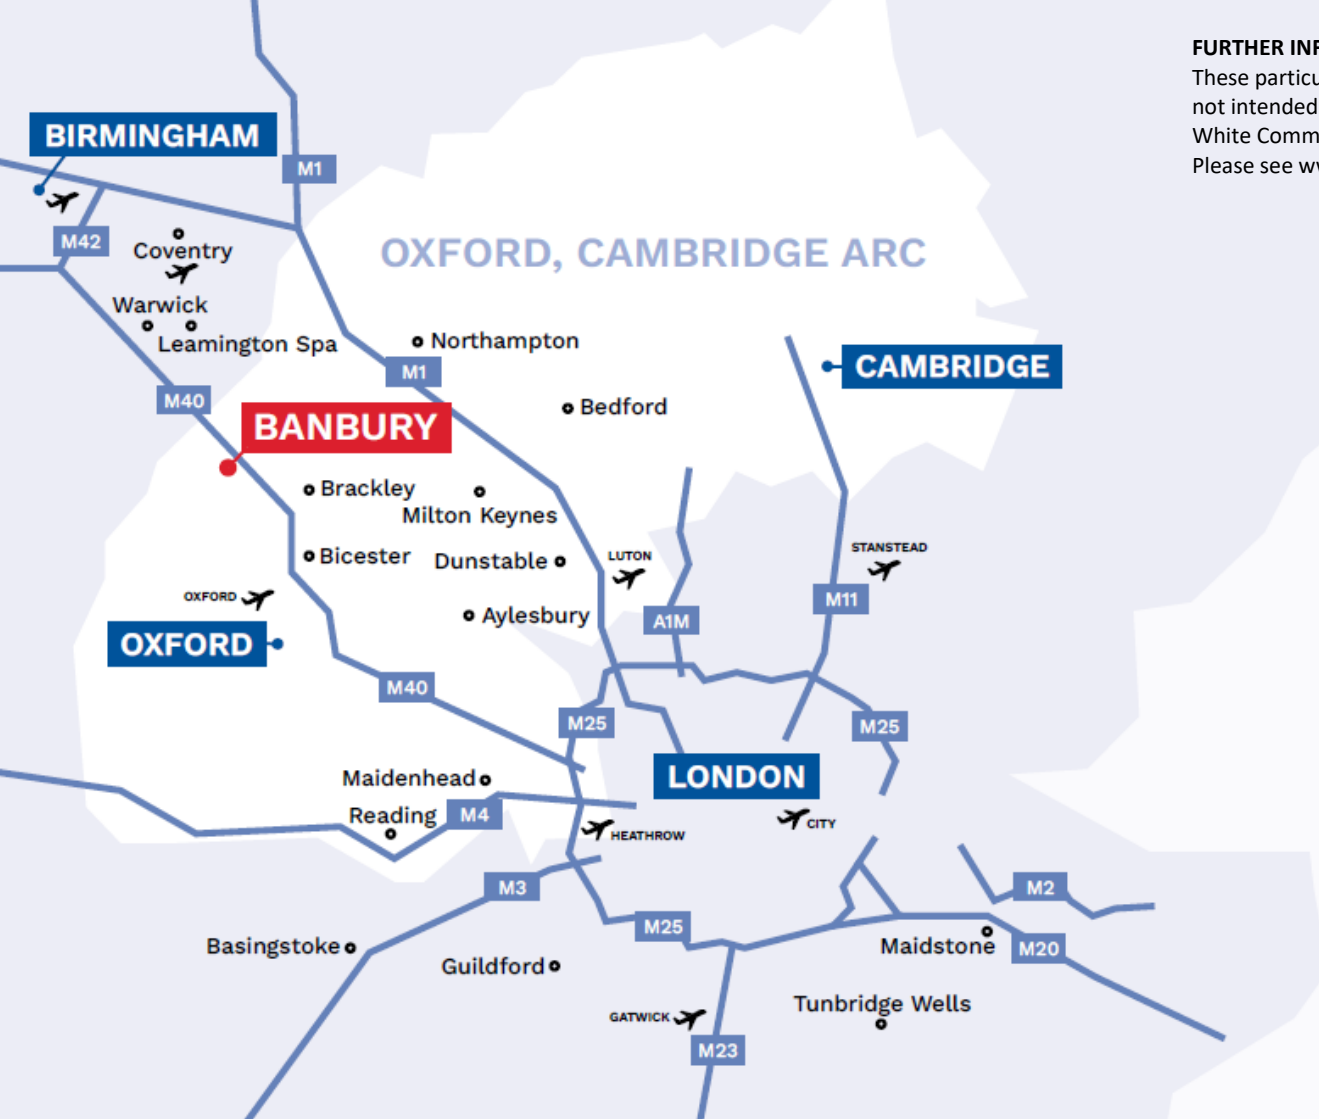 FURTHER INF
These particu
not intended
White Comm
Please see w
BIRMINGHAM
M1
M42
Coventry
OXFORD, CAMBRIDGE ARC
Warwick
Leamington Spa
Northampton
M1
CAMBRIDGE
M40
BANBURY
Bedford
Brackley
Milton Keynes
Bicester
Dunstable
LUTON
STANSTEAD
OXFORD
Aylesbury
A1M
M11
OXFORD
M40
M25
M25
Maidenhead
LONDON
Reading
M4
HEATHROW
CITY
M3
M2
M25
Basingstoke
Maidstone
M20
Guildford
Tunbridge Wells
GATWICK
M23